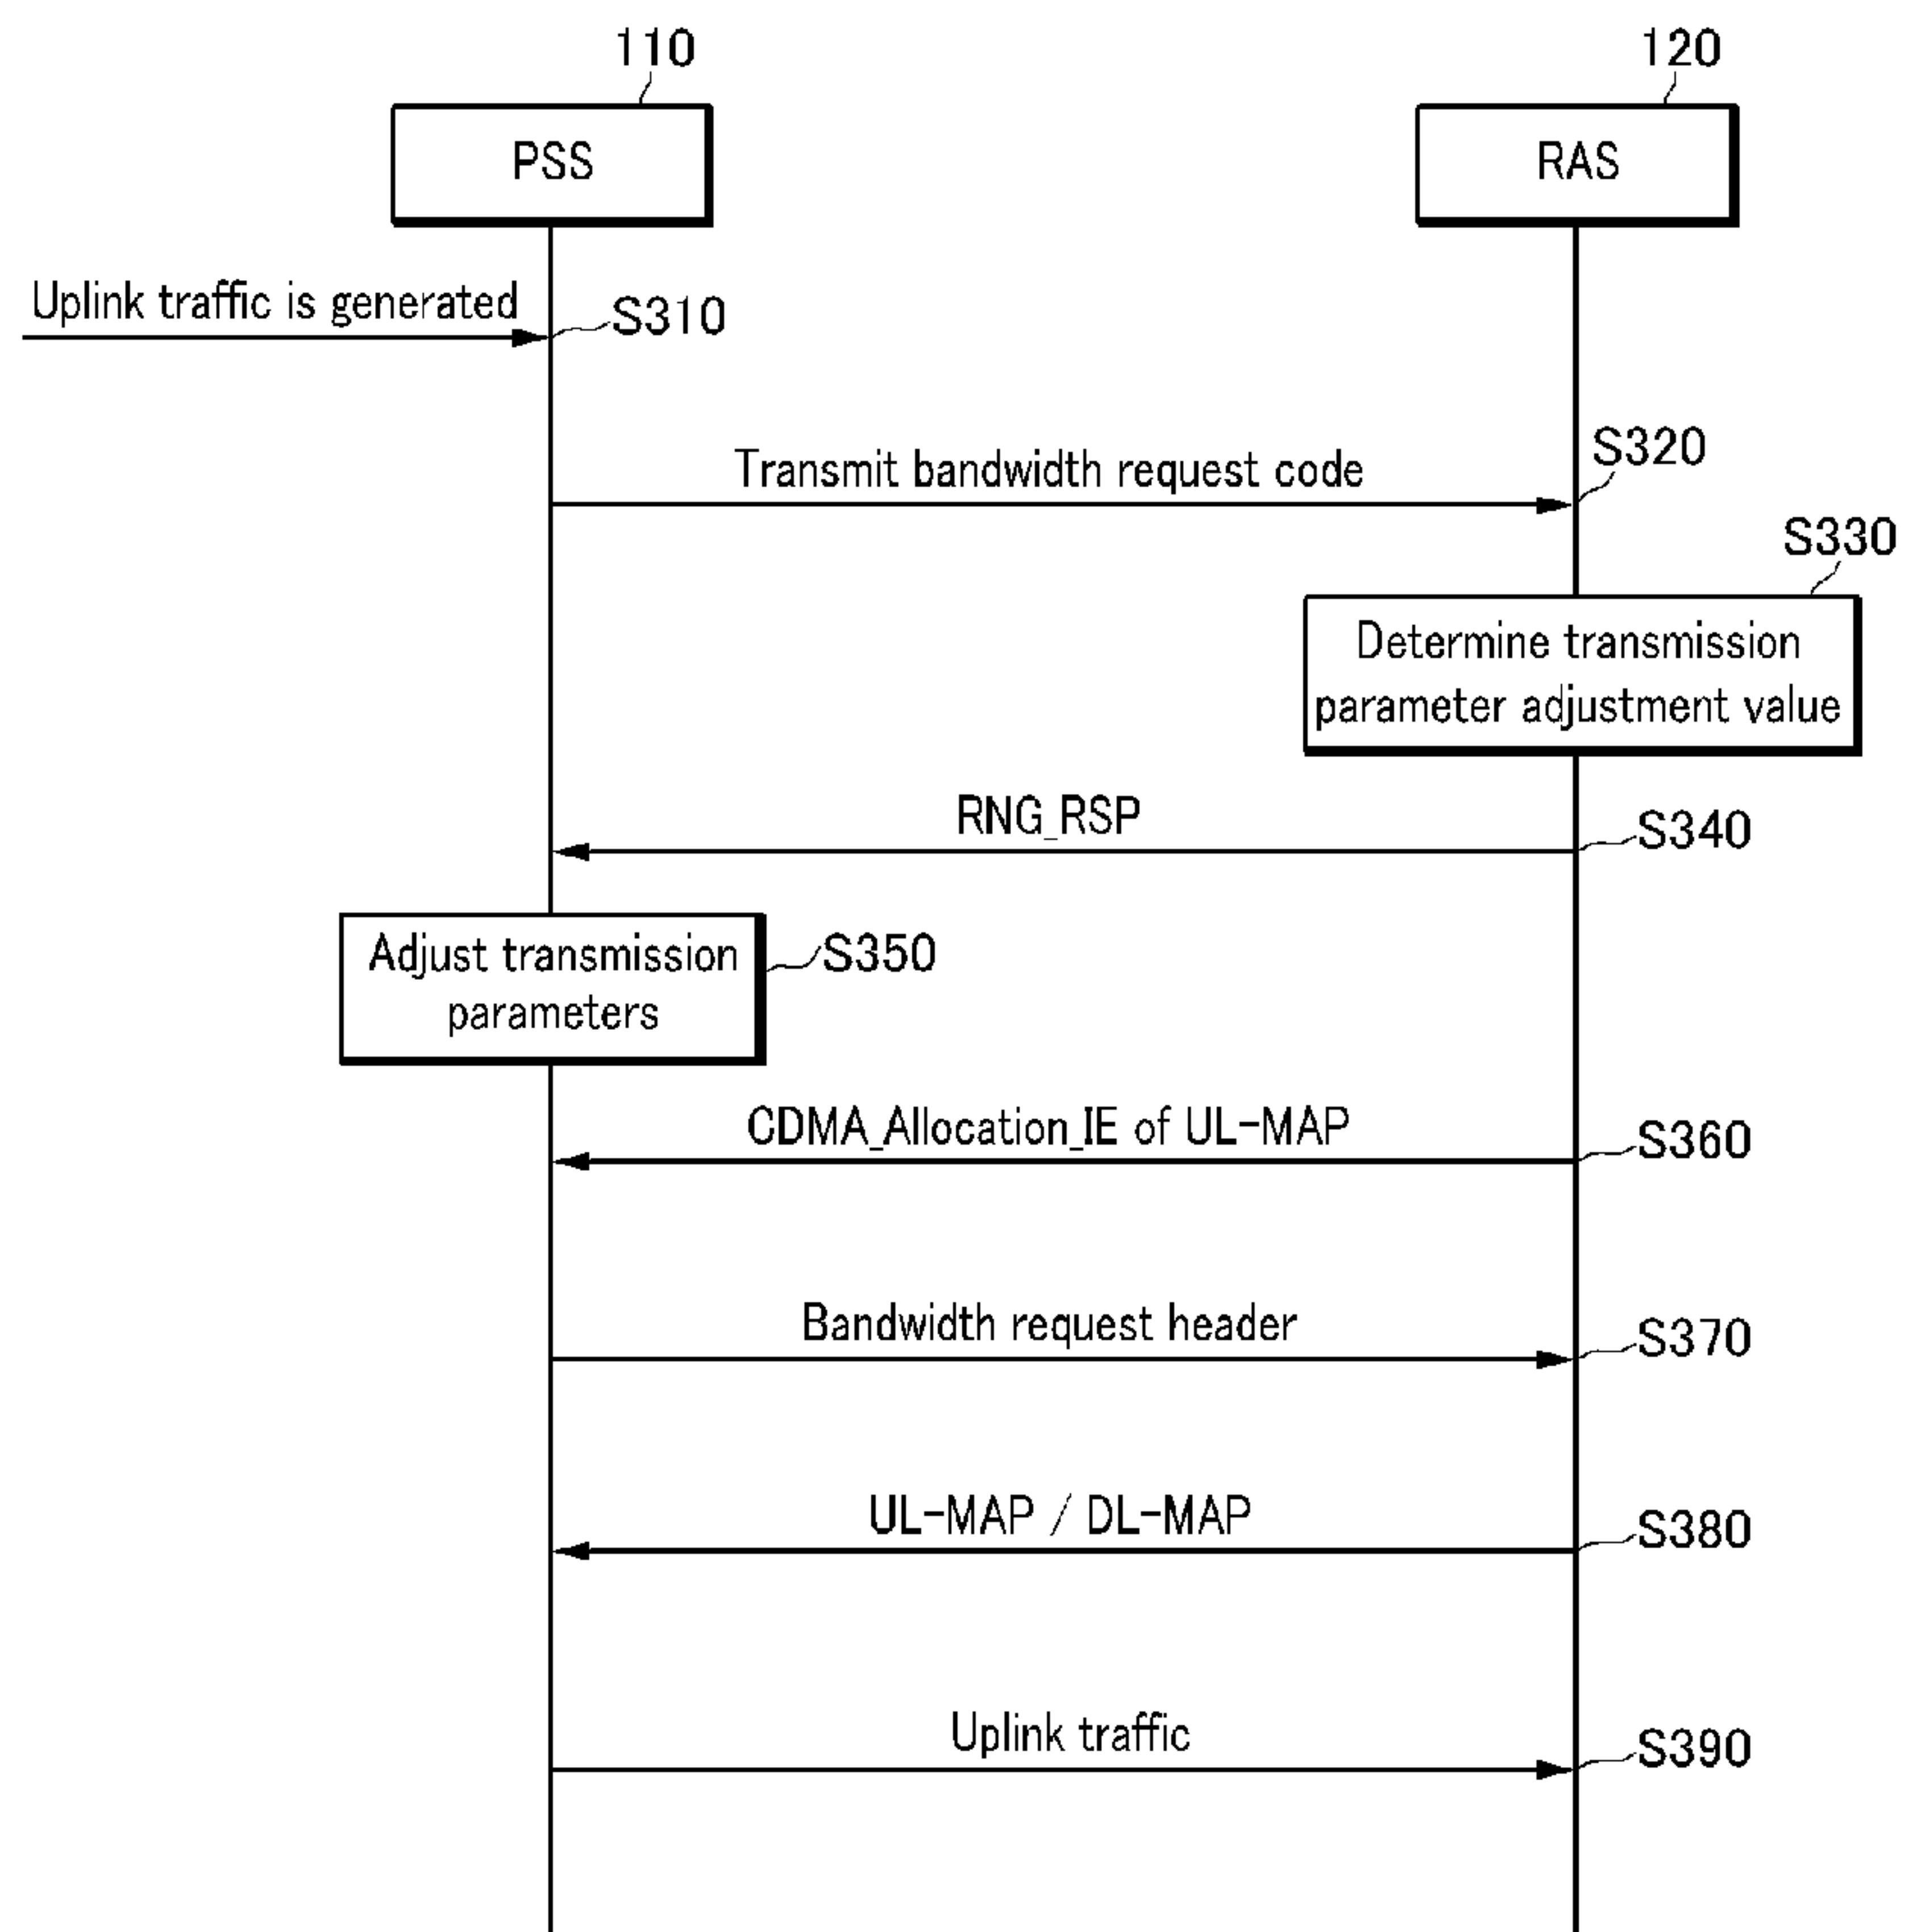 110
120
PSS
RAS
Uplink traffic is generated
S310
Transmit bandwidth request code
S320
S330
Determine transmission
parameter adjustment value
RNG_RSP
S340
Adjust transmission
parameters
S350
CDMA_Allocation_IE of UL-MAP
S360
Bandwidth request header
S370
UL-MAP / DL-MAP
S380
Uplink traffic
S390